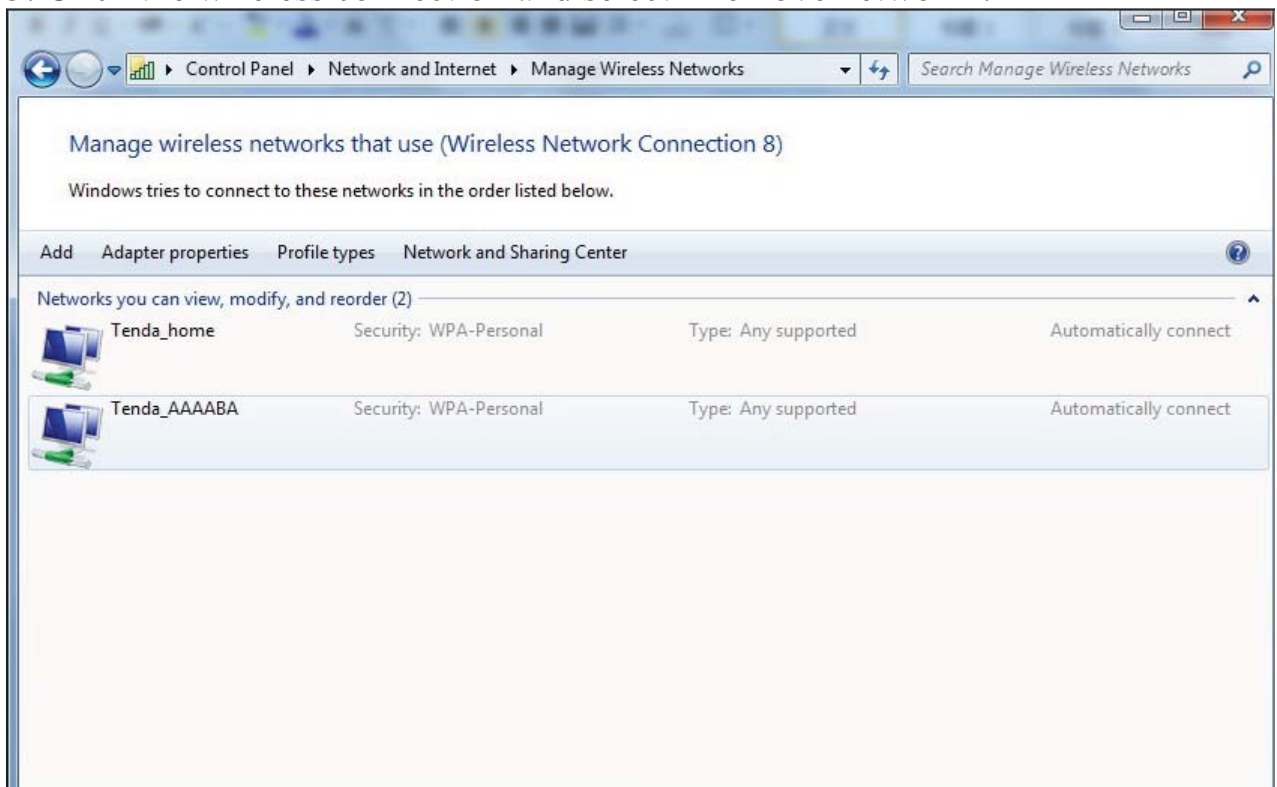 Control Panel ▸ Network and Internet ▸ Manage Wireless Networks
Search Manage Wireless Networks
Manage wireless networks that use (Wireless Network Connection 8)
Windows tries to connect to these networks in the order listed below.
Add Adapter properties Profile types Network and Sharing Center
Networks you can view, modify, and reorder (2)
Tenda_home Security: WPA-Personal Type: Any supported Automatically connect
Tenda_AAAABA Security: WPA-Personal Type: Any supported Automatically connect